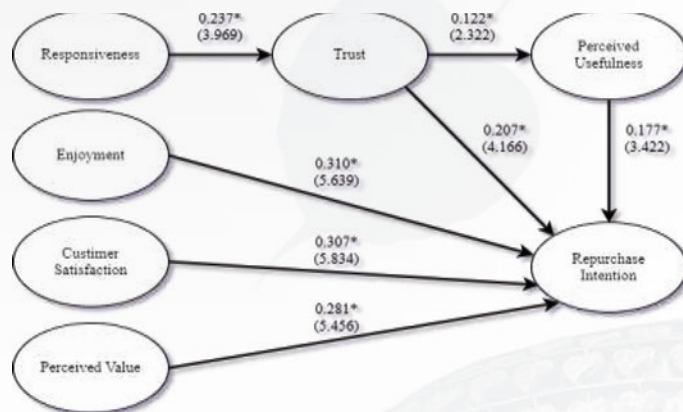 0.237*
(3.969)
0.122*
(2.322)
Responsiveness
Trust
Perceived
Usefulness
0.207*
(4.166)
0.177*
(3.422)
Enjoyment
0.310*
(5.639)
Custimer
Satisfaction
0.307*
(5.834)
Repurchase
Intention
0.281*
(5.456)
Perceived Value